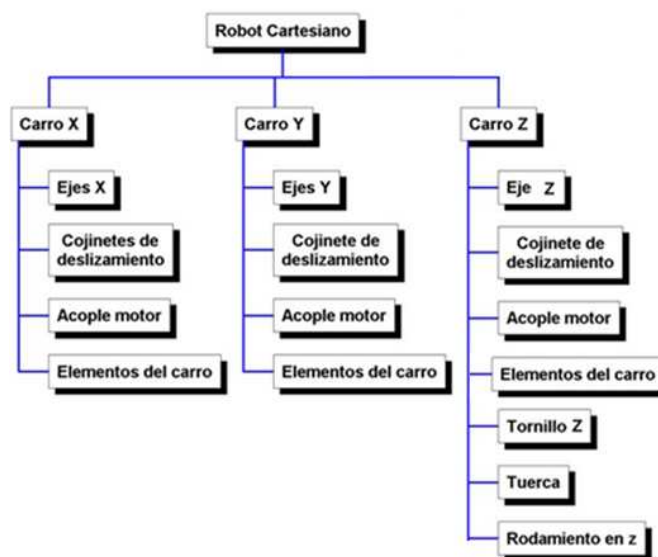 Robot Cartesiano
Carro X
Ejes X
Cojinetes de
deslizamiento
Acople motor
Elementos del carro
Carro Y
Ejes Y
Cojinete de
deslizamiento
Acople motor
Elementos del carro
Carro Z
Eje Z
Cojinete de
deslizamiento
Acople motor
Elementos del carro
Tornillo Z
Tuerca
Rodamiento en z